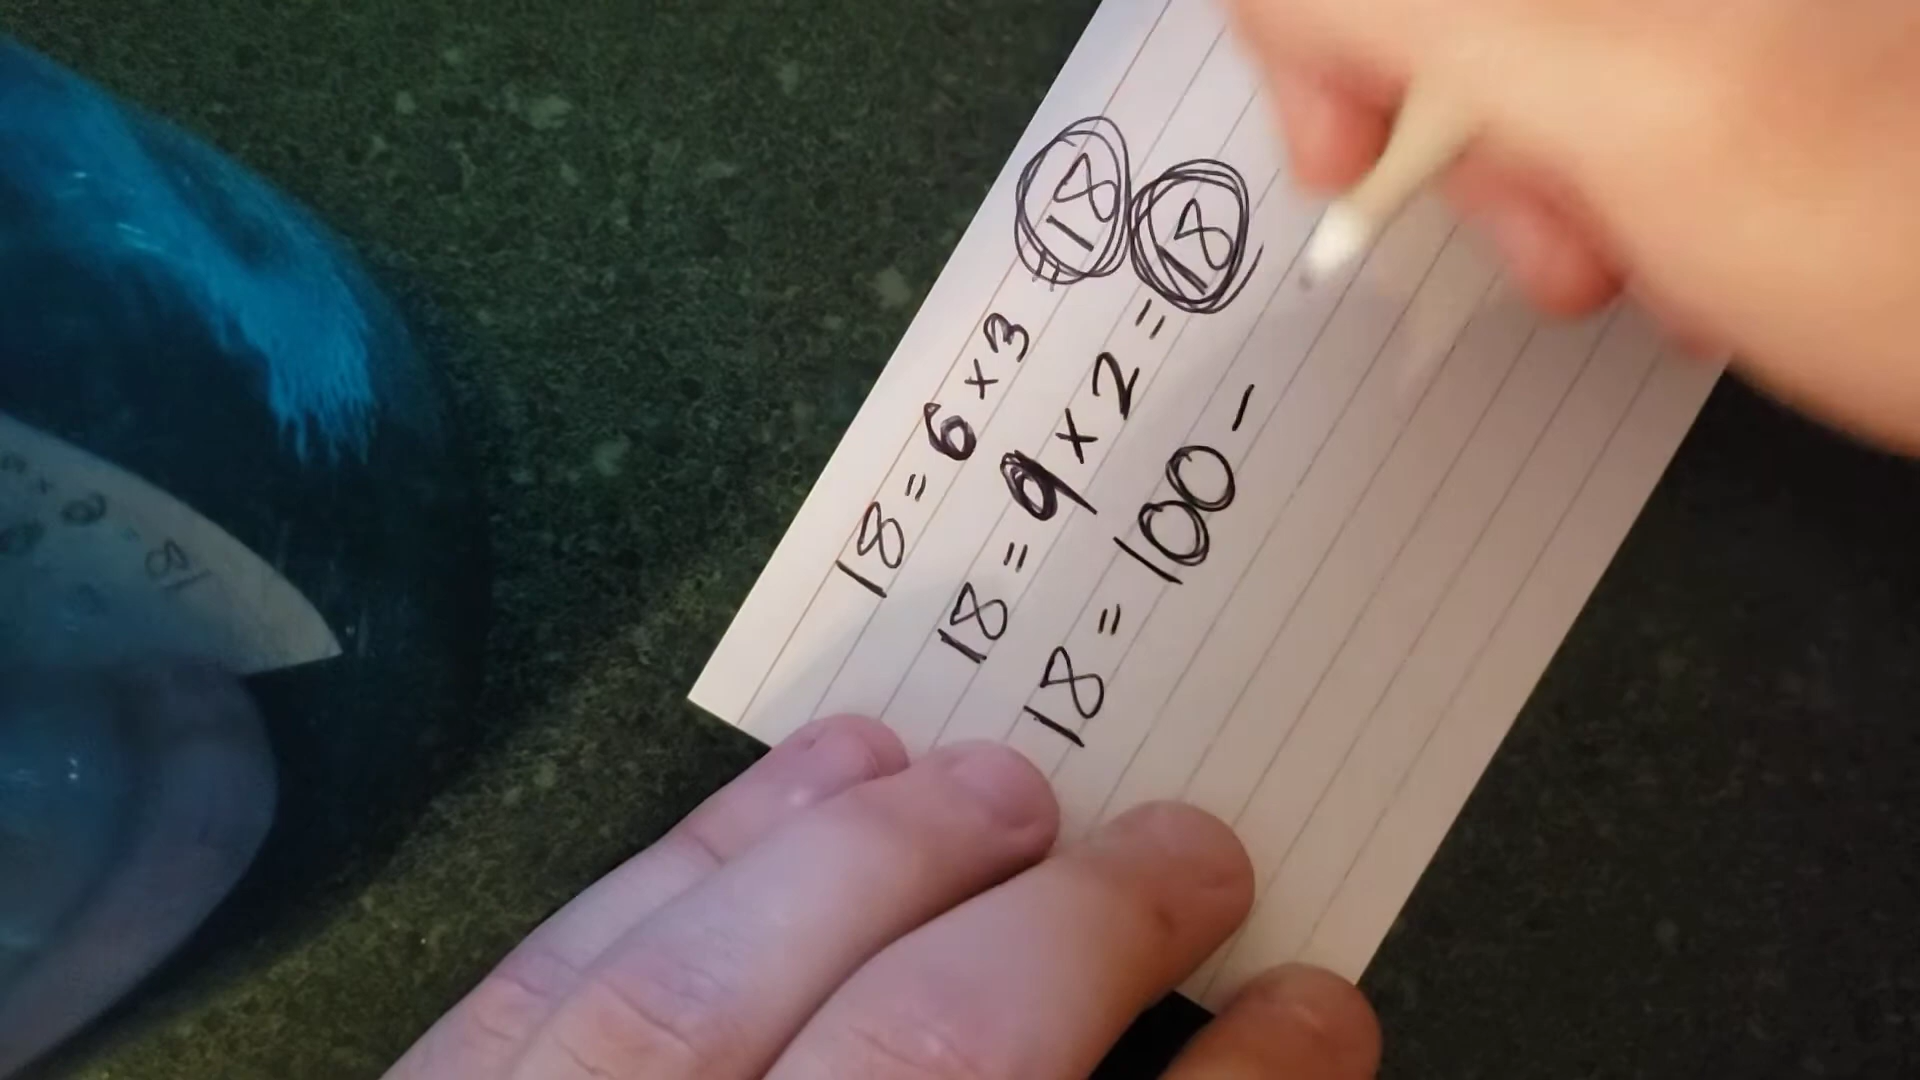 18 = 6 x 3 = 18
18 = 9 x 2 = 18
18 = 100 -